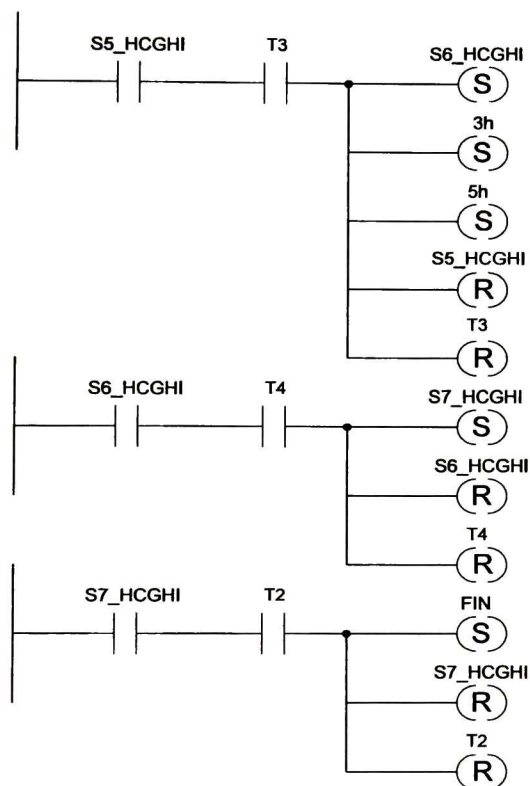 S5_HCGHI T3 S6_HCGHI
S
3h
S
5h
S
S5_HCGHI
R
T3
R
S6_HCGHI T4 S7_HCGHI
S
S6_HCGHI
R
T4
R
S7_HCGHI T2 FIN
S
S7_HCGHI
R
T2
R